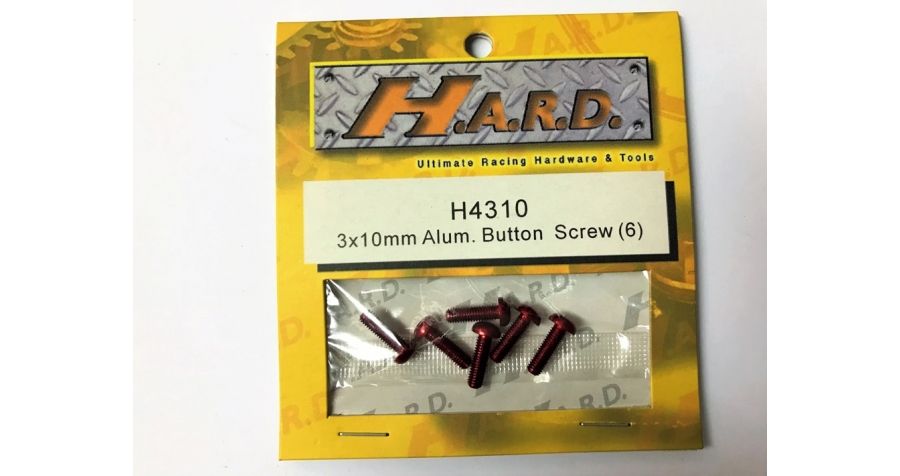 H.A.R.D.
H.A.R.D.
Ultimate Racing Hardware & Tools
H4310
3x10mm Alum. Button Screw (6)
H.A.R.D.
H.A.R.D.
H.A.R.D.
H.A.R.D.
H.A.R.D.